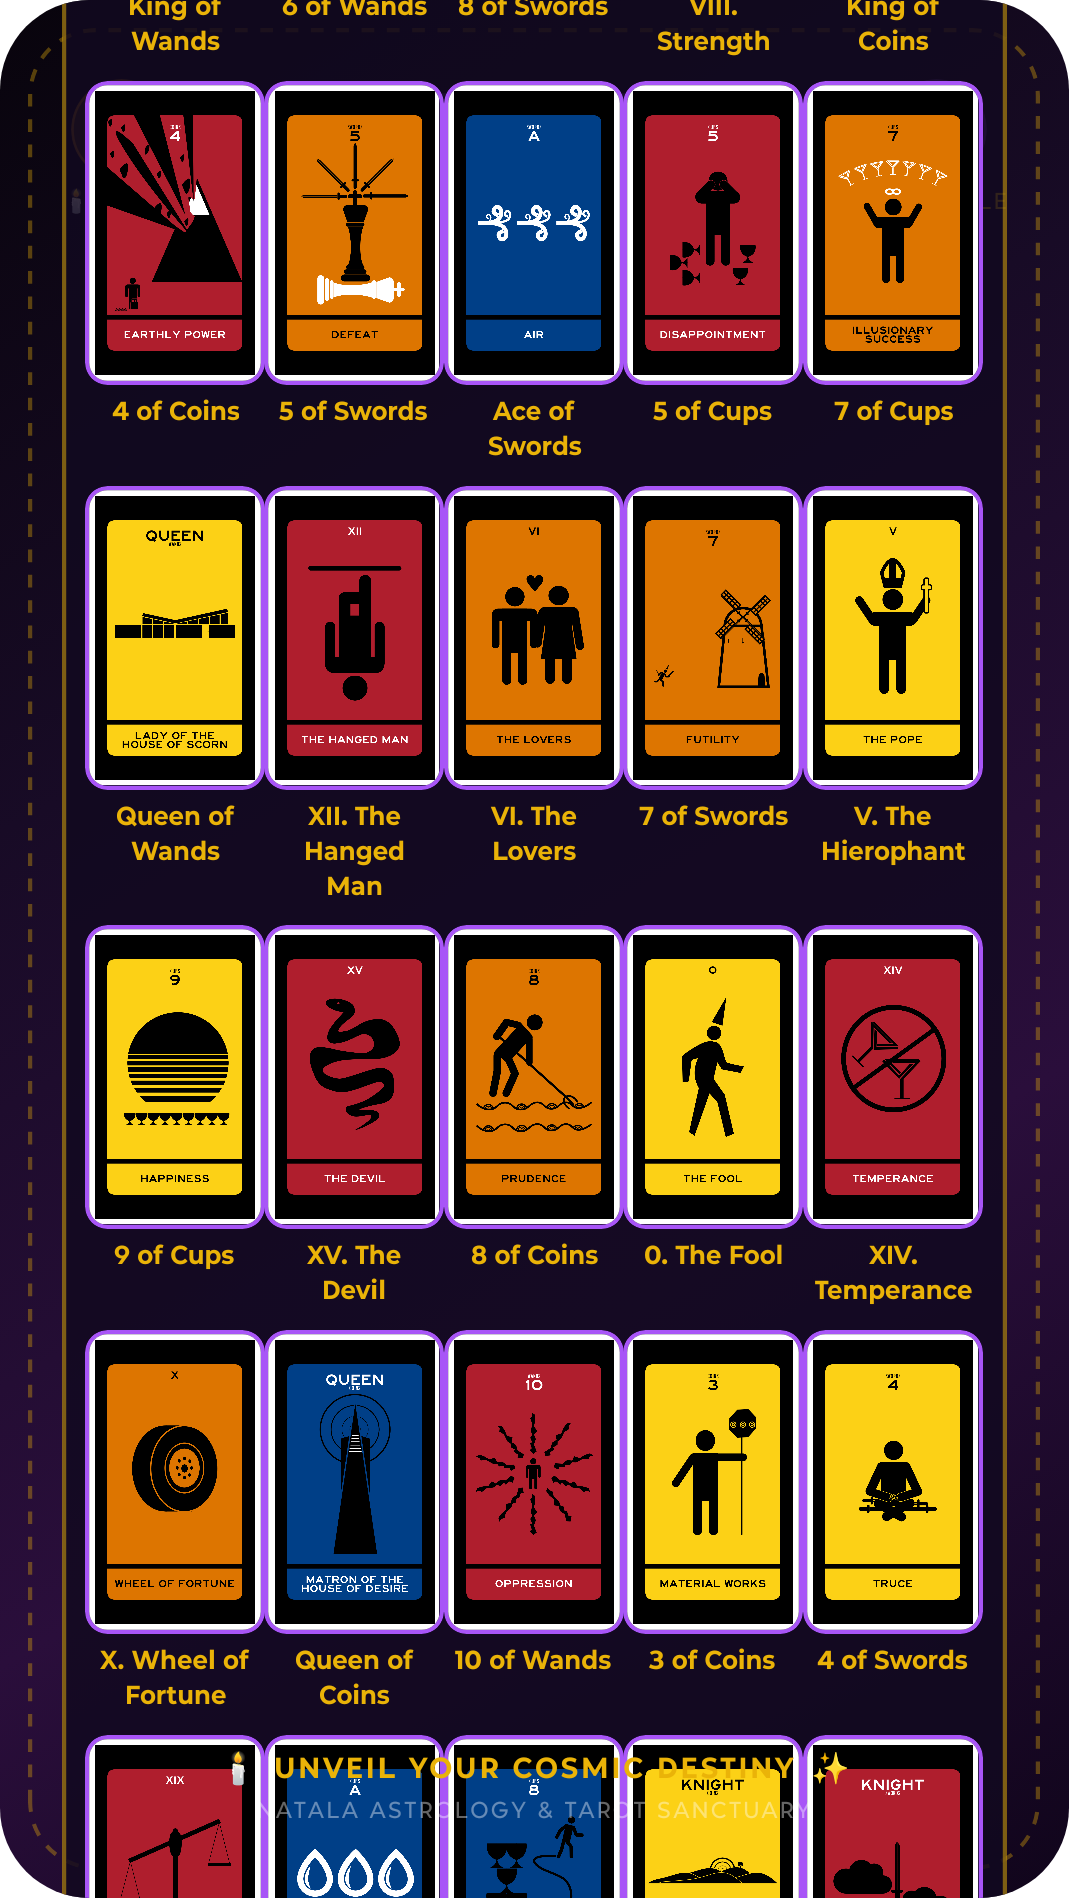 King of
Wands
6 of Wands
8 of Swords
VIII.
Strength
King of
Coins
4
EARTHLY POWER
5
DEFEAT
A
AIR
5
DISAPPOINTMENT
7
ILLUSIONARY
SUCCESS
4 of Coins
5 of Swords
Ace of
Swords
5 of Cups
7 of Cups
QUEEN
LADY OF THE
HOUSE OF SCORN
XII
THE HANGED MAN
VI
THE LOVERS
7
FUTILITY
V
THE POPE
Queen of
Wands
XII. The
Hanged
Man
VI. The
Lovers
7 of Swords
V. The
Hierophant
9
HAPPINESS
XV
THE DEVIL
8
PRUDENCE
0
THE FOOL
XIV
TEMPERANCE
9 of Cups
XV. The
Devil
8 of Coins
0. The Fool
XIV.
Temperance
X
WHEEL OF FORTUNE
QUEEN
MATRON OF THE
HOUSE OF DESIRE
10
OPPRESSION
3
MATERIAL WORKS
4
TRUCE
X. Wheel of
Fortune
Queen of
Coins
10 of Wands
3 of Coins
4 of Swords
UNVEIL YOUR COSMIC DESTINY
NATALA ASTROLOGY & TAROT SANCTUARY
XIX
A
8
KNIGHT
KNIGHT